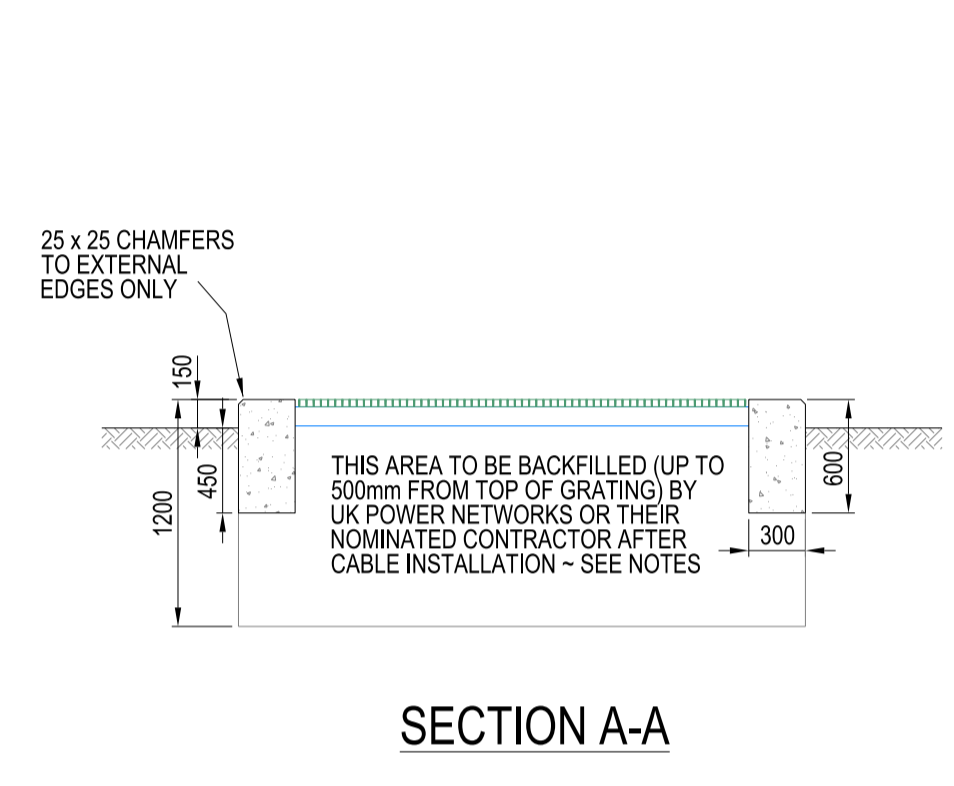 25 x 25 CHAMFERS
TO EXTERNAL
EDGES ONLY
150
450
1200
THIS AREA TO BE BACKFILLED (UP TO
500mm FROM TOP OF GRATING) BY
UK POWER NETWORKS OR THEIR
NOMINATED CONTRACTOR AFTER
CABLE INSTALLATION ~ SEE NOTES
600
300
SECTION A-A